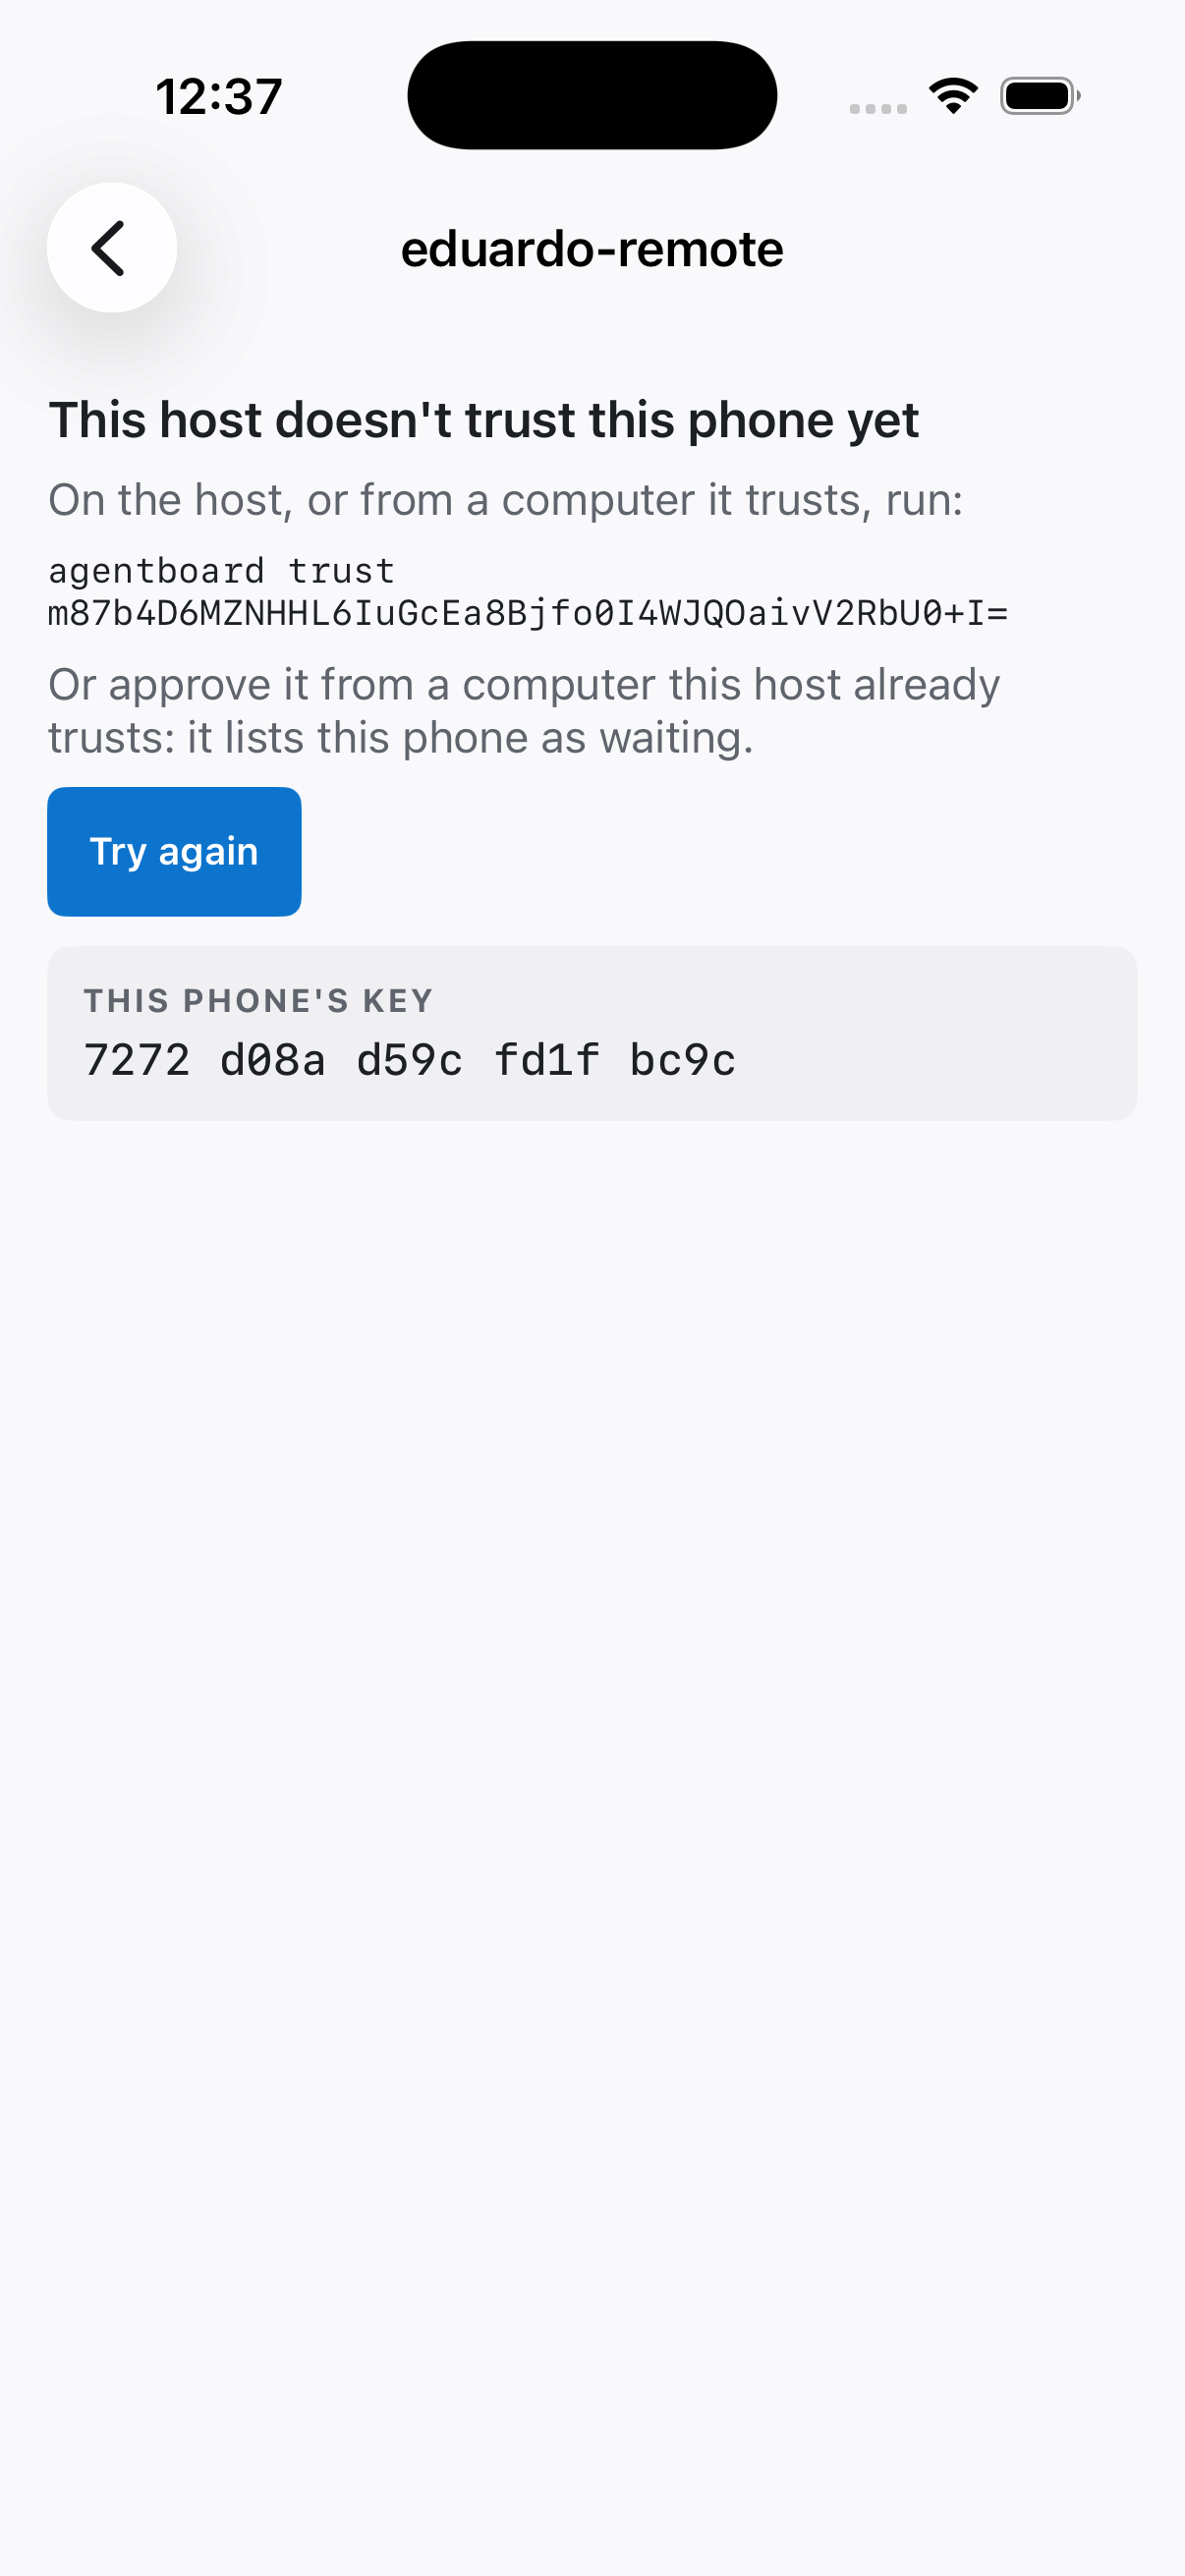 12:37
eduardo-remote
This host doesn't trust this phone yet
On the host, or from a computer it trusts, run:
agentboard trust
m87b4D6MZNHHL6IuGcEa8Bjfo0I4WJQOaivV2RbU0+I=
Or approve it from a computer this host already
trusts: it lists this phone as waiting.
Try again
THIS PHONE'S KEY
7272 d08a d59c fd1f bc9c